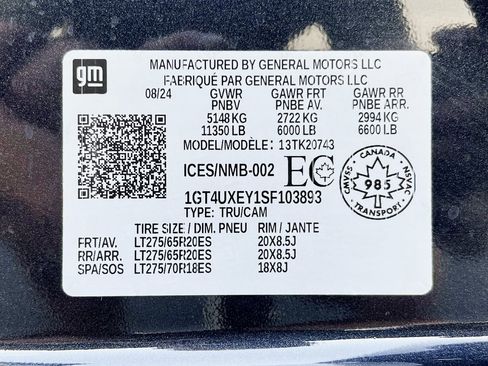 gm
MANUFACTURED BY GENERAL MOTORS LLC
FABRIQUÉ PAR GENERAL MOTORS LLC
08/24 GVWR GAWR FRT GAWR RR
PNBV PNBE AV. PNBE ARR.
5148 KG 2722 KG 2994 KG
11350 LB 6000 LB 6600 LB
MODEL/MODÈLE: 13TK20743
ICES/NMB-002 EC
CANADA
CMVSS 985 NSVAC
TRANSPORT
1GT4UXEY1SF103893
TYPE: TRU/CAM
TIRE SIZE / DIM. PNEU RIM / JANTE
FRT/AV. LT275/65R20ES 20X8.5J
RR/ARR. LT275/65R20ES 20X8.5J
SPA/SOS LT275/70R18ES 18X8J